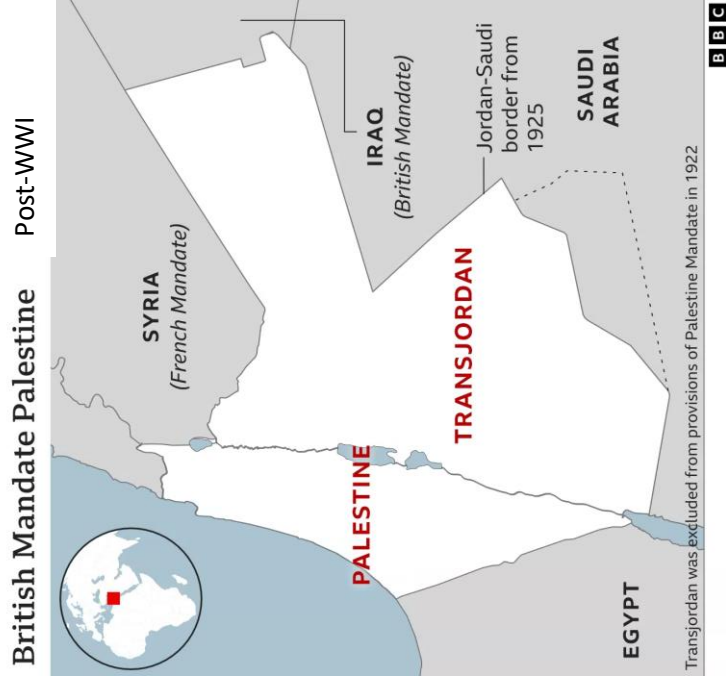 British Mandate Palestine
Post-WWI
SYRIA
(French Mandate)
IRAQ
(British Mandate)
PALESTINE
TRANSJORDAN
Jordan-Saudi
border from
1925
SAUDI
ARABIA
EGYPT
Transjordan was excluded from provisions of Palestine Mandate in 1922
BBC